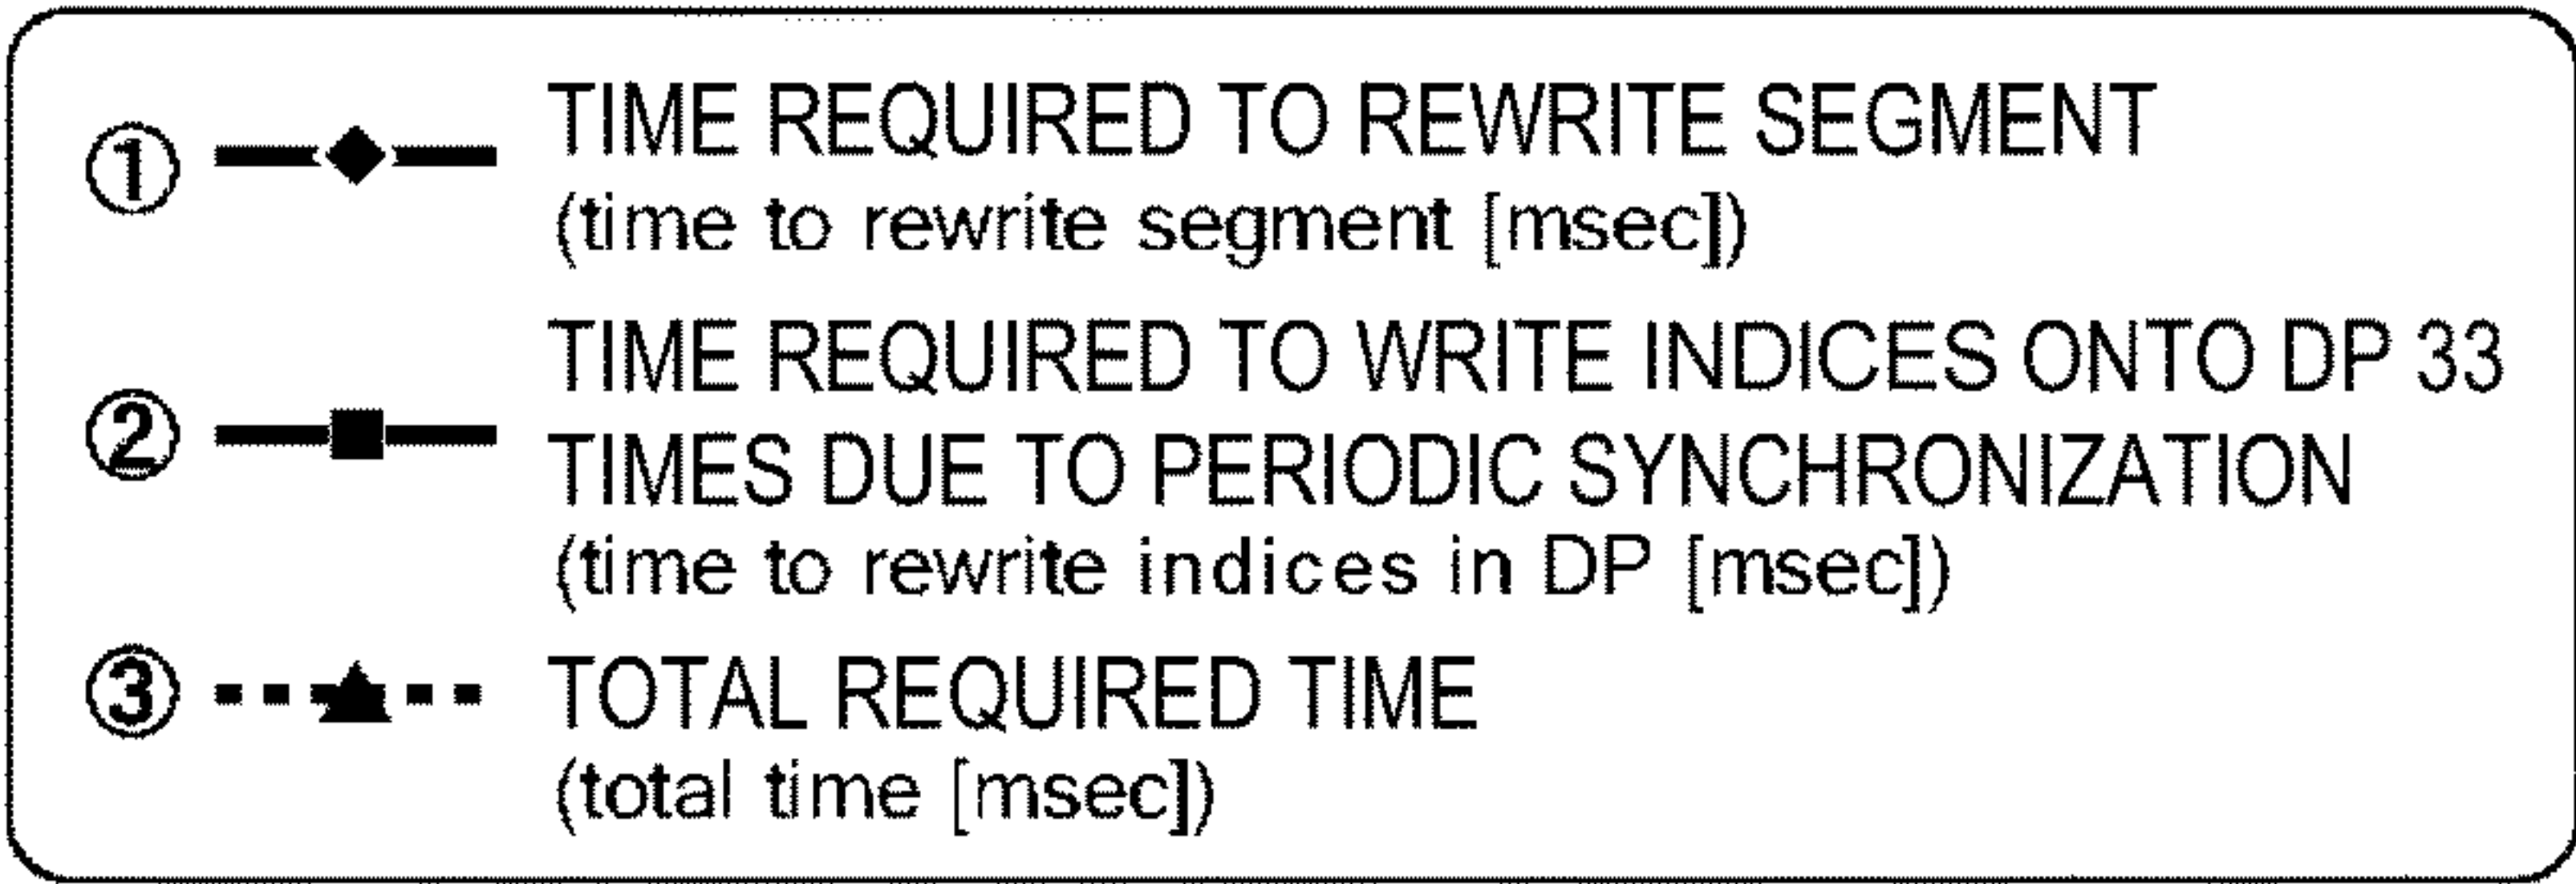 ① TIME REQUIRED TO REWRITE SEGMENT
(time to rewrite segment [msec])
TIME REQUIRED TO WRITE INDICES ONTO DP 33
② TIMES DUE TO PERIODIC SYNCHRONIZATION
(time to rewrite indices in DP [msec])
③ TOTAL REQUIRED TIME
(total time [msec])